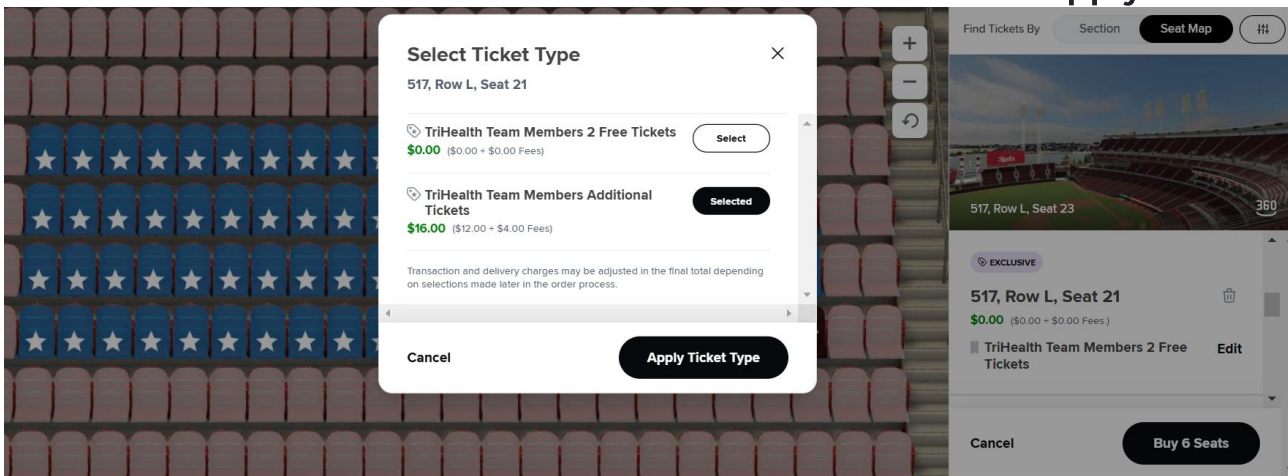 Select Ticket Type
517, Row L, Seat 21
TriHealth Team Members 2 Free Tickets
Select
$0.00 ($0.00 + $0.00 Fees)
TriHealth Team Members Additional
Tickets
Selected
$16.00 ($12.00 + $4.00 Fees)
Transaction and delivery charges may be adjusted in the final total depending
on selections made later in the order process.
Cancel
Apply Ticket Type
Find Tickets By
Section
Seat Map
Reds
517, Row L, Seat 23
360
EXCLUSIVE
517, Row L, Seat 21
$0.00 ($0.00 + $0.00 Fees.)
TriHealth Team Members 2 Free
Tickets
Edit
Cancel
Buy 6 Seats